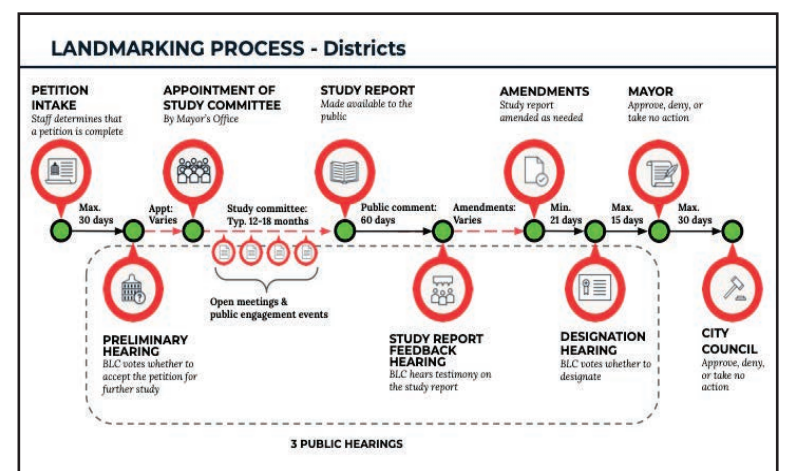 LANDMARKING PROCESS - Districts
PETITION
INTAKE
Staff determines that
a petition is complete
APPOINTMENT OF
STUDY COMMITTEE
By Mayor's Office
STUDY REPORT
Made available to the
public
AMENDMENTS
Study report
amended as needed
MAYOR
Approve, deny, or
take no action
Max.
30 days
Appt:
Varies
Study committee:
Typ. 12-18 months
Public comment:
60 days
Amendments:
Varies
Min.
21 days
Max.
15 days
Max.
30 days
Open meetings &
public engagement events
PRELIMINARY
HEARING
BLC votes whether to
accept the petition for
further study
STUDY REPORT
FEEDBACK
HEARING
BLC hears testimony on
the study report
DESIGNATION
HEARING
BLC votes whether to
designate
CITY
COUNCIL
Approve, deny,
or take no
action
3 PUBLIC HEARINGS